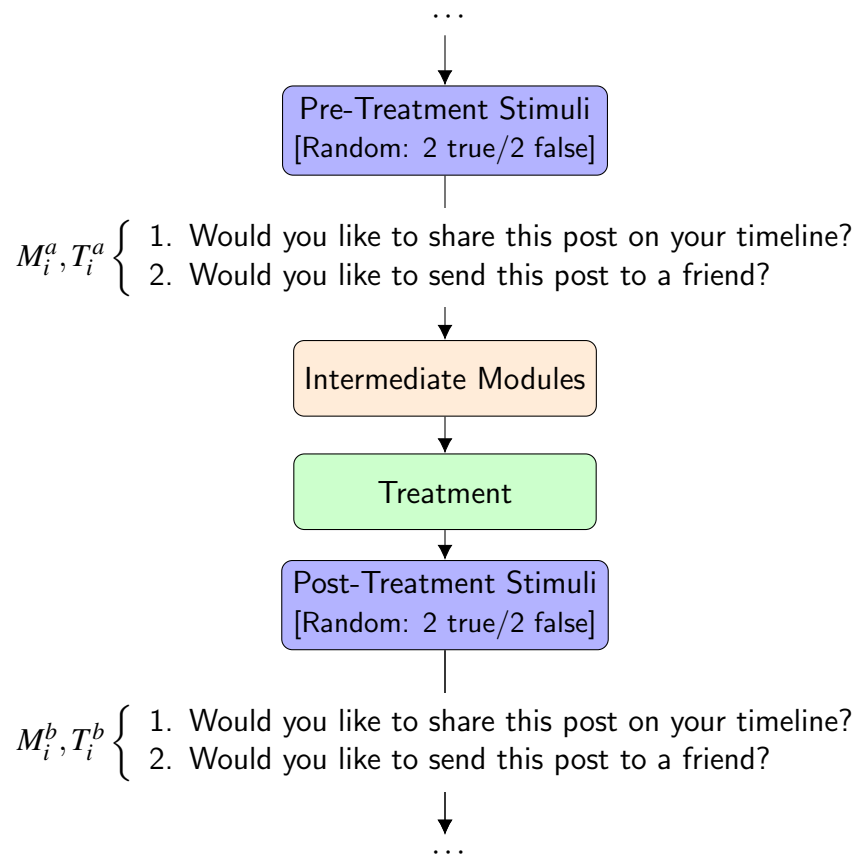 ...
Pre-Treatment Stimuli
[Random: 2 true/2 false]
M_i^a, T_i^a { 1. Would you like to share this post on your timeline?
2. Would you like to send this post to a friend?
Intermediate Modules
Treatment
Post-Treatment Stimuli
[Random: 2 true/2 false]
M_i^b, T_i^b { 1. Would you like to share this post on your timeline?
2. Would you like to send this post to a friend?
...